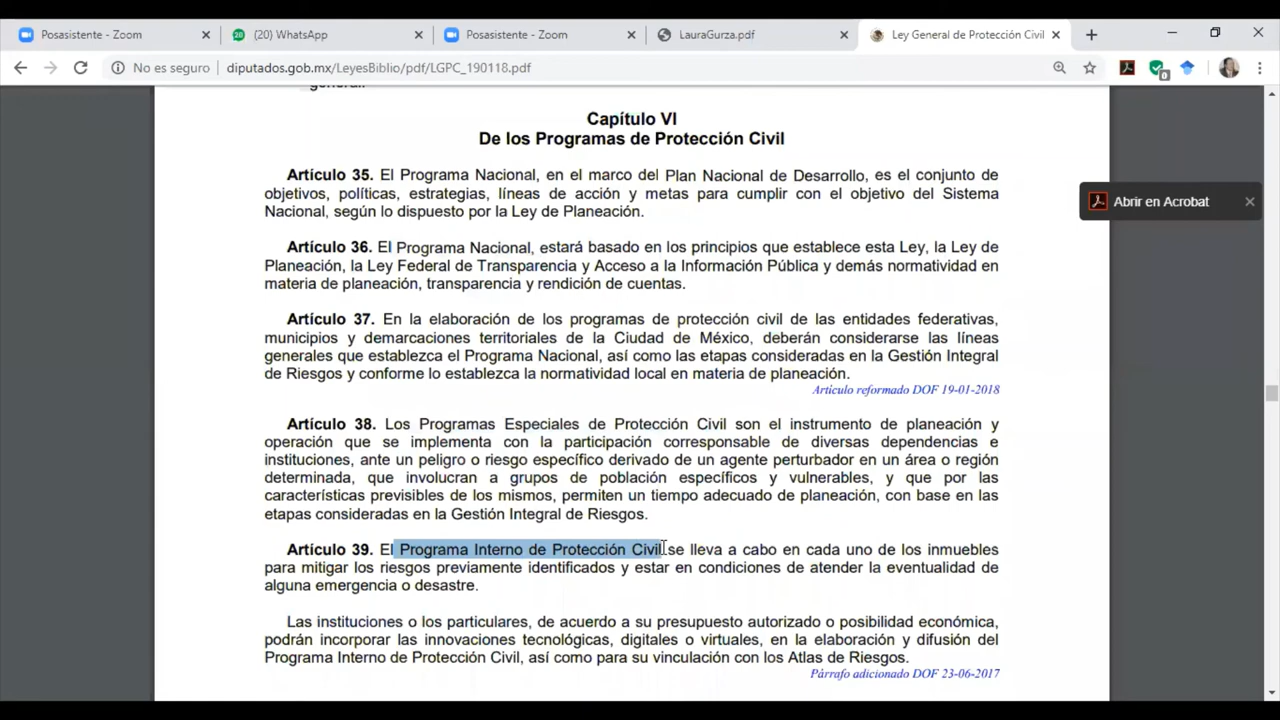 Posasistente - Zoom
(20) WhatsApp
Posasistente - Zoom
LauraGurza.pdf
Ley General de Protección Civil
No es seguro
deputados.gob.mx/LeyesBiblio/pdf/LGPC_190118.pdf
general.
Capítulo VI
De los Programas de Protección Civil
Artículo 35. El Programa Nacional, en el marco del Plan Nacional de Desarrollo, es el conjunto de
objetivos, políticas, estrategias, líneas de acción y metas para cumplir con el objetivo del Sistema
Nacional, según lo dispuesto por la Ley de Planeación.
Abrir en Acrobat
Artículo 36. El Programa Nacional, estará basado en los principios que establece esta Ley, la Ley de
Planeación, la Ley Federal de Transparencia y Acceso a la Información Pública y demás normatividad en
materia de planeación, transparencia y rendición de cuentas.
Artículo 37. En la elaboración de los programas de protección civil de las entidades federativas,
municipios y demarcaciones territoriales de la Ciudad de México, deberán considerarse las líneas
generales que establezca el Programa Nacional, así como las etapas consideradas en la Gestión Integral
de Riesgos y conforme lo establezca la normatividad local en materia de planeación.
Artículo reformado DOF 19-01-2018
Artículo 38. Los Programas Especiales de Protección Civil son el instrumento de planeación y
operación que se implementa con la participación corresponsable de diversas dependencias e
instituciones, ante un peligro o riesgo específico derivado de un agente perturbador en un área o región
determinada, que involucran a grupos de población específicos y vulnerables, y que por las
características previsibles de los mismos, permiten un tiempo adecuado de planeación, con base en las
etapas consideradas en la Gestión Integral de Riesgos.
Artículo 39. El Programa Interno de Protección Civil se lleva a cabo en cada uno de los inmuebles
para mitigar los riesgos previamente identificados y estar en condiciones de atender la eventualidad de
alguna emergencia o desastre.
Las instituciones o los particulares, de acuerdo a su presupuesto autorizado o posibilidad económica,
podrán incorporar las innovaciones tecnológicas, digitales o virtuales, en la elaboración y difusión del
Programa Interno de Protección Civil, así como para su vinculación con los Atlas de Riesgos.
Párrafo adicionado DOF 23-06-2017